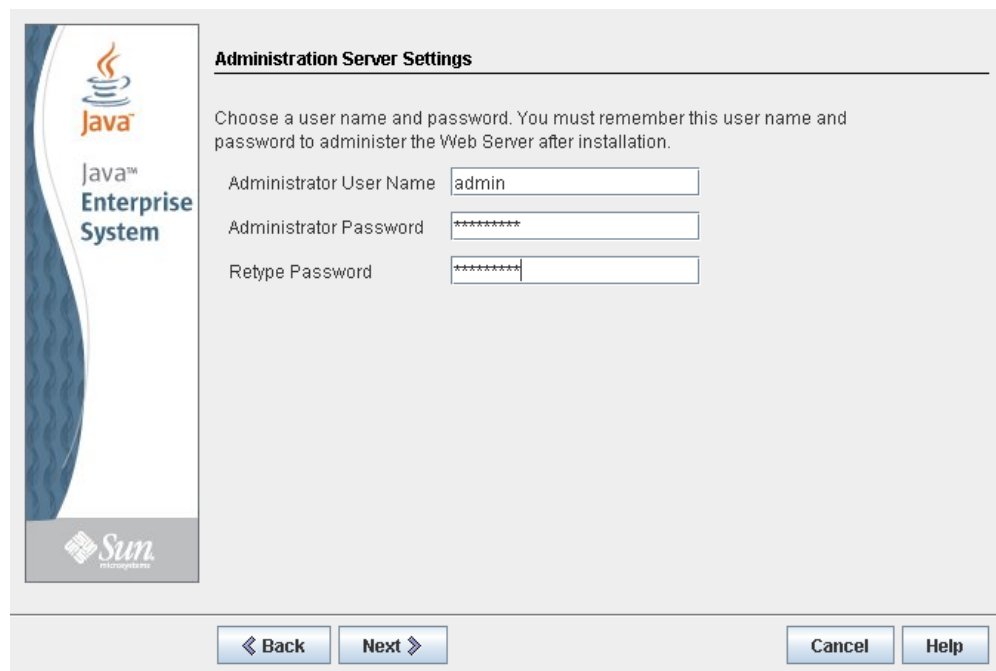 Java™
Java™
Enterprise
System
Sun
microsystems
Administration Server Settings
Choose a user name and password. You must remember this user name and
password to administer the Web Server after installation.
Administrator User Name admin
Administrator Password *********
Retype Password *********
Back Next Cancel Help